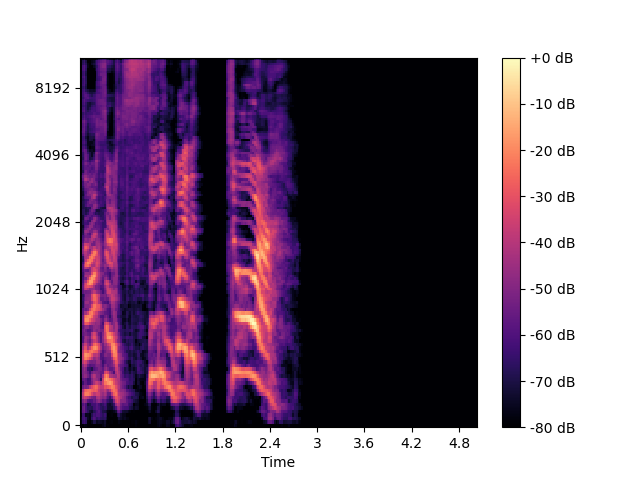 8192
4096
2048
1024
512
0
Hz
0 0.6 1.2 1.8 2.4 3 3.6 4.2 4.8
Time
+0 dB
-10 dB
-20 dB
-30 dB
-40 dB
-50 dB
-60 dB
-70 dB
-80 dB